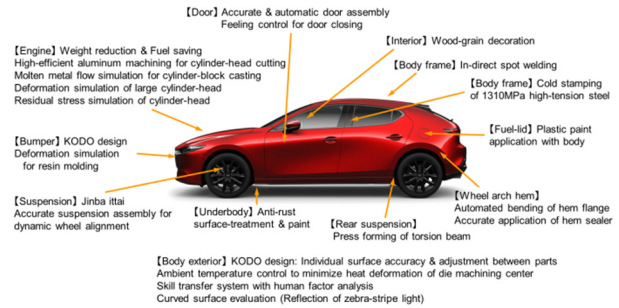 【Door】Accurate & automatic door assembly
Feeling control for door closing
【Interior】Wood-grain decoration
【Engine】Weight reduction & Fuel saving
High-efficient aluminum machining for cylinder-head cutting
Molten metal flow simulation for cylinder-block casting
Deformation simulation of large cylinder-head
Residual stress simulation of cylinder-head
【Body frame】In-direct spot welding
【Body frame】Cold stamping
of 1310MPa high-tension steel
【Bumper】KODO design
Deformation simulation
for resin molding
【Fuel-lid】Plastic paint
application with body
【Suspension】Jinba ittai
Accurate suspension assembly for
dynamic wheel alignment
【Underbody】Anti-rust
surface-treatment & paint
【Rear suspension】
Press forming of torsion beam
【Wheel arch hem】
Automated bending of hem flange
Accurate application of hem sealer
【Body exterior】KODO design: Individual surface accuracy & adjustment between parts
Ambient temperature control to minimize heat deformation of die machining center
Skill transfer system with human factor analysis
Curved surface evaluation (Reflection of zebra-stripe light)